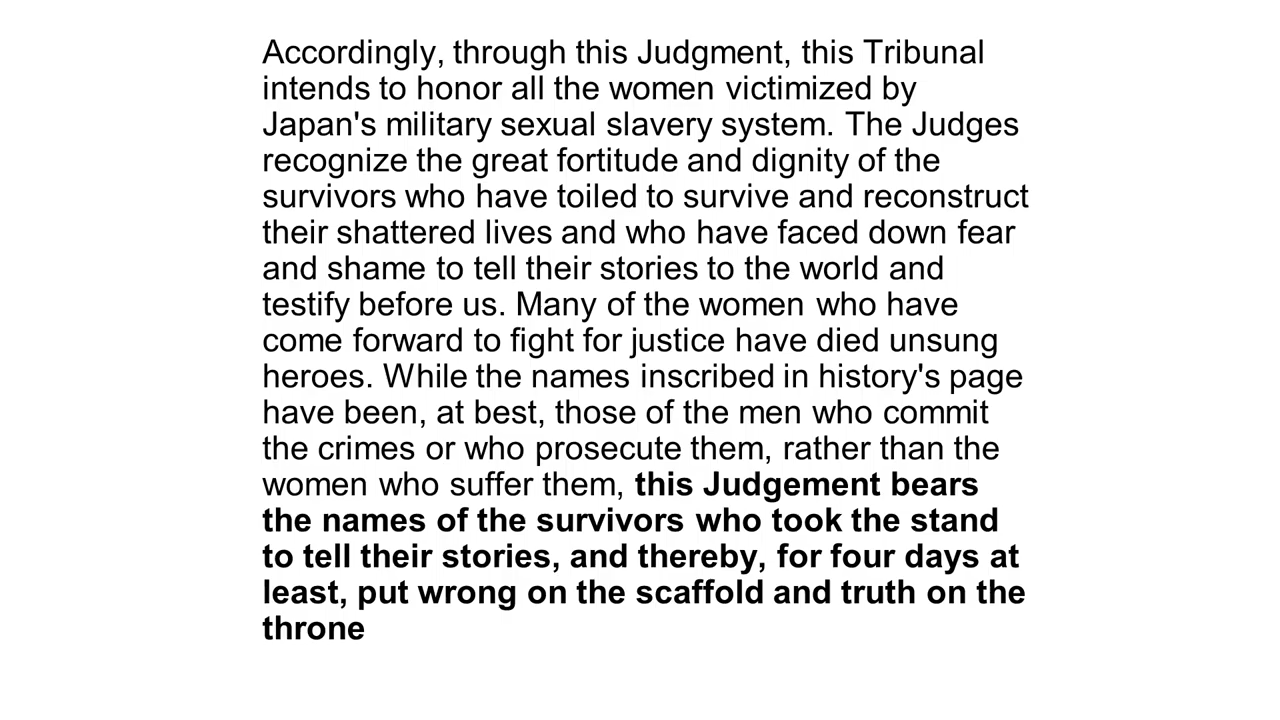 Accordingly, through this Judgment, this Tribunal
intends to honor all the women victimized by
Japan's military sexual slavery system. The Judges
recognize the great fortitude and dignity of the
survivors who have toiled to survive and reconstruct
their shattered lives and who have faced down fear
and shame to tell their stories to the world and
testify before us. Many of the women who have
come forward to fight for justice have died unsung
heroes. While the names inscribed in history's page
have been, at best, those of the men who commit
the crimes or who prosecute them, rather than the
women who suffer them, this Judgement bears
the names of the survivors who took the stand
to tell their stories, and thereby, for four days at
least, put wrong on the scaffold and truth on the
throne